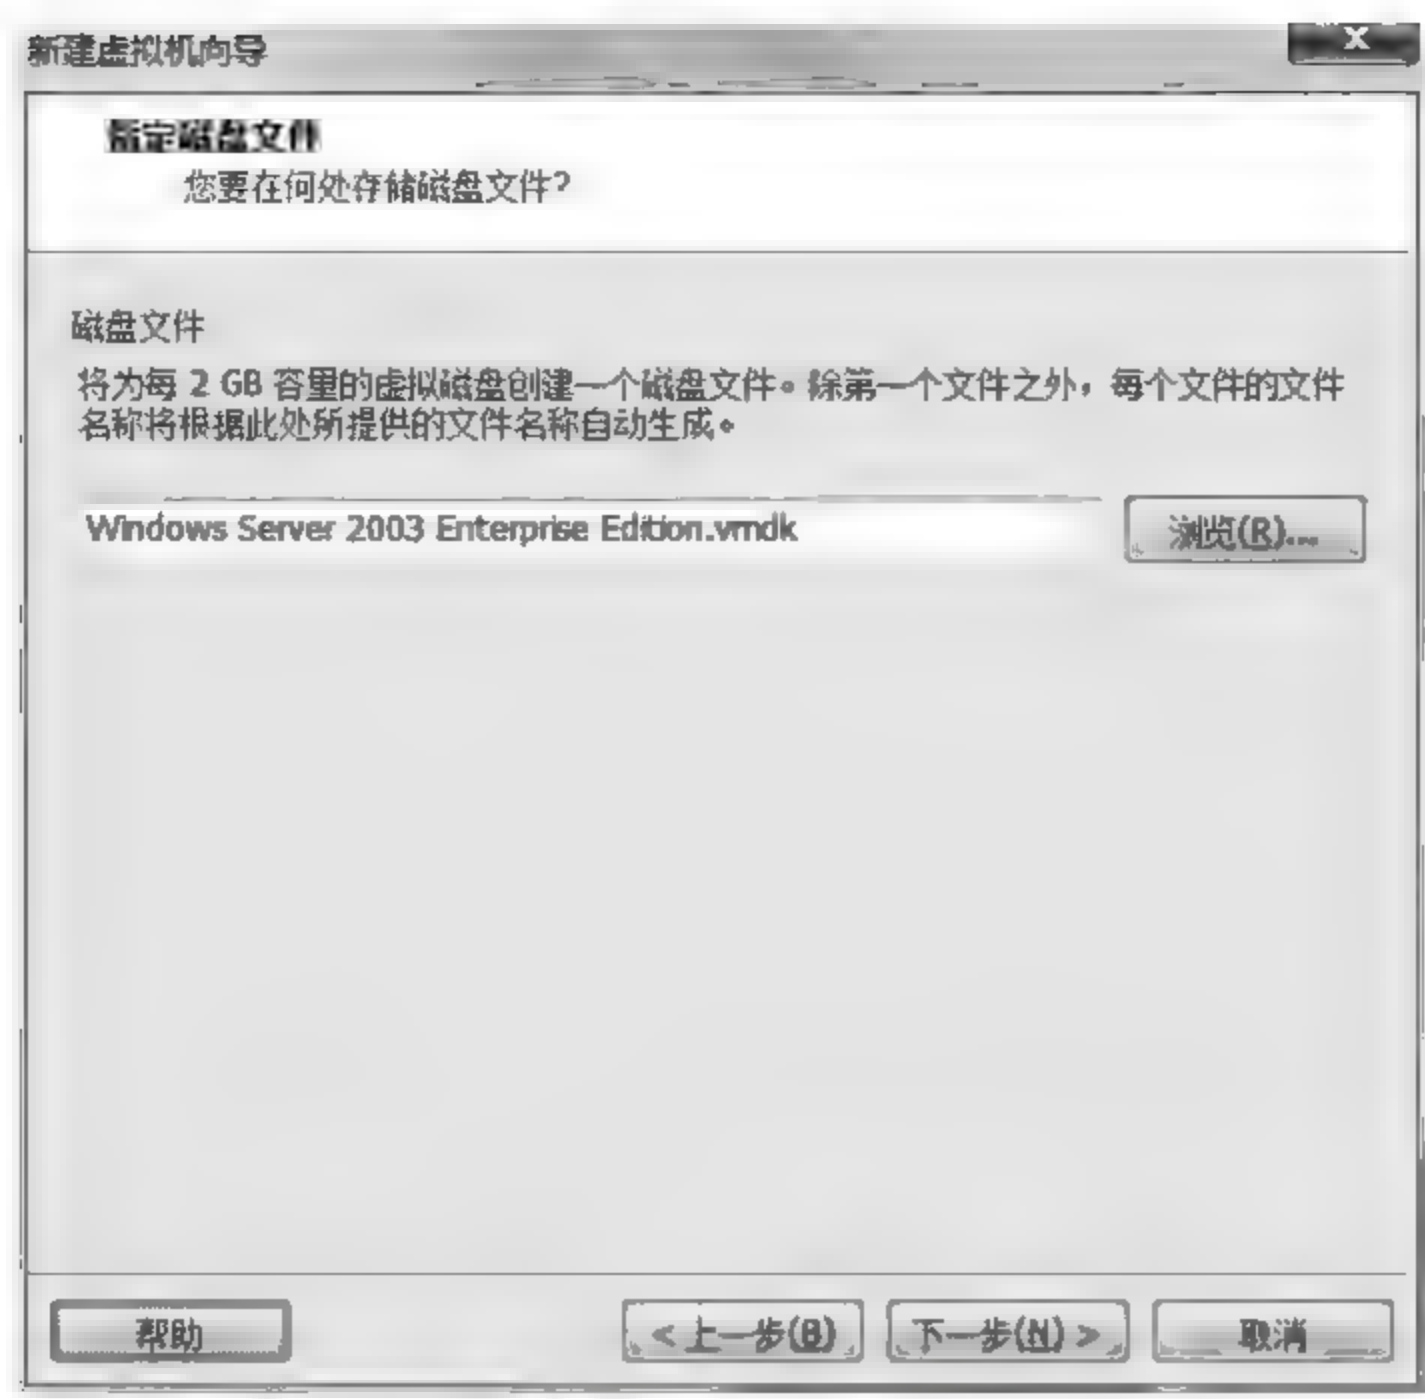 新建虚拟机向导
X
指定磁盘文件
您要在何处存储磁盘文件?
磁盘文件
将为每 2 GB 容里的虚拟磁盘创建一个磁盘文件。除第一个文件之外，每个文件的文件
名称将根据此处所提供的文件名称自动生成。
Windows Server 2003 Enterprise Edition.vmdk
浏览(R)...
帮助
< 上一步(B)
下一步(N) >
取消